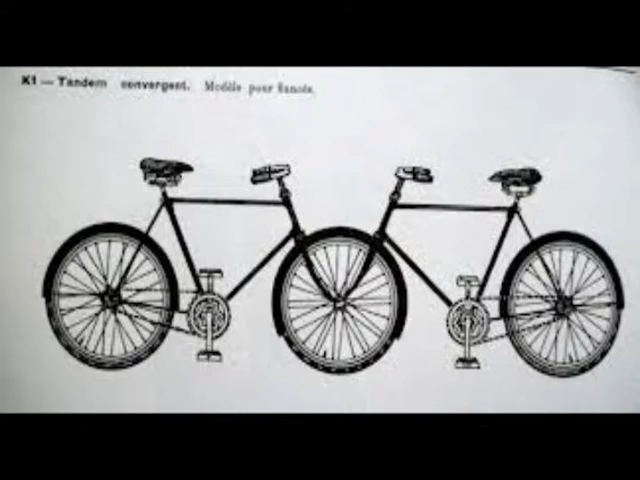 K1 — Tandem convergent. Modèle pour fiancés.